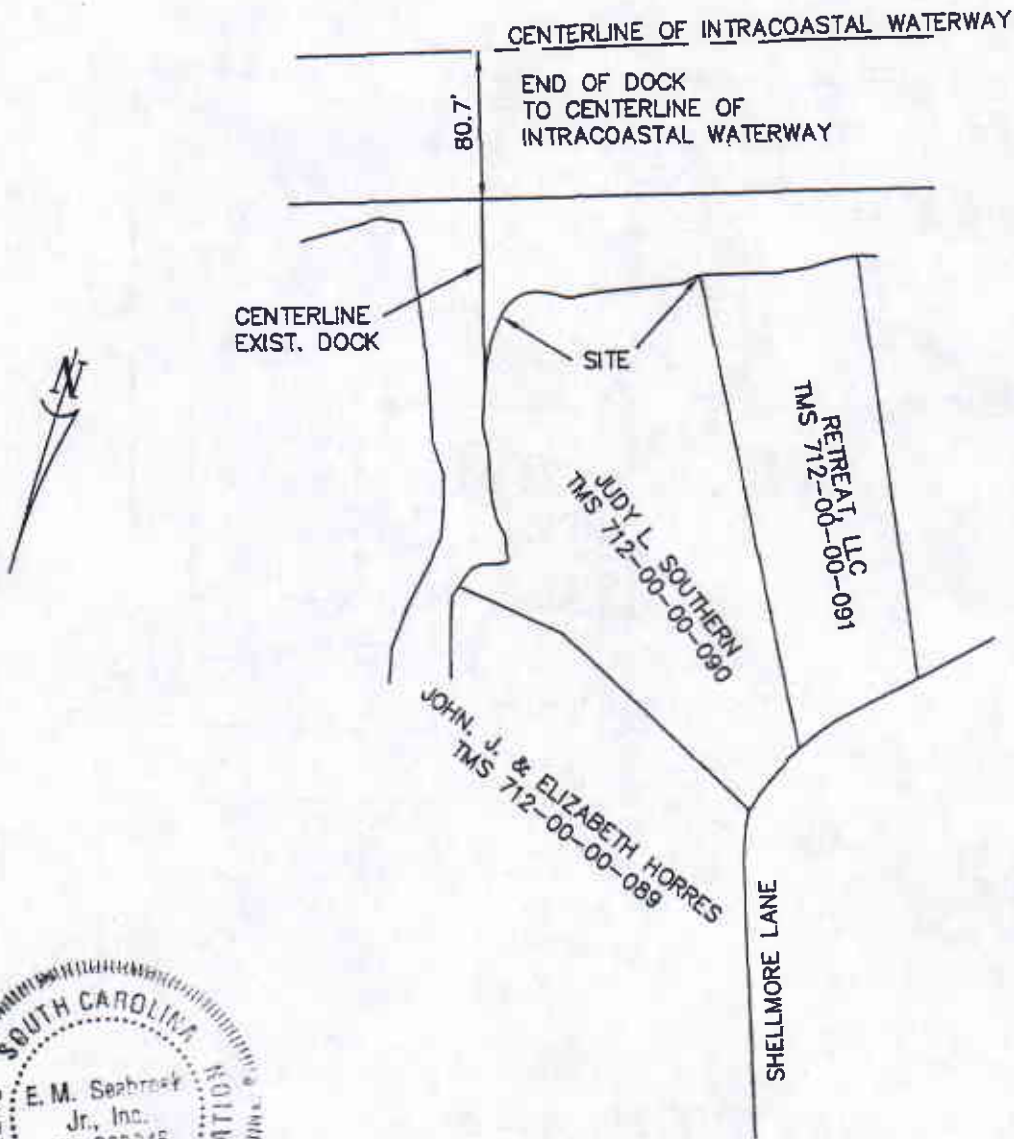 CENTERLINE OF INTRACOASTAL WATERWAY
END OF DOCK
TO CENTERLINE OF
INTRACOASTAL WATERWAY
80.7'
CENTERLINE
EXIST. DOCK
SITE
N
RETREAT, LLC
TMS 712-00-00-091
JUDY L. SOUTHERN
TMS 712-00-00-090
JOHN. J. & ELIZABETH HORRES
TMS 712-00-00-089
SHELLMORE LANE
SOUTH CAROLINA
E. M. Seabrook
Jr., Inc.